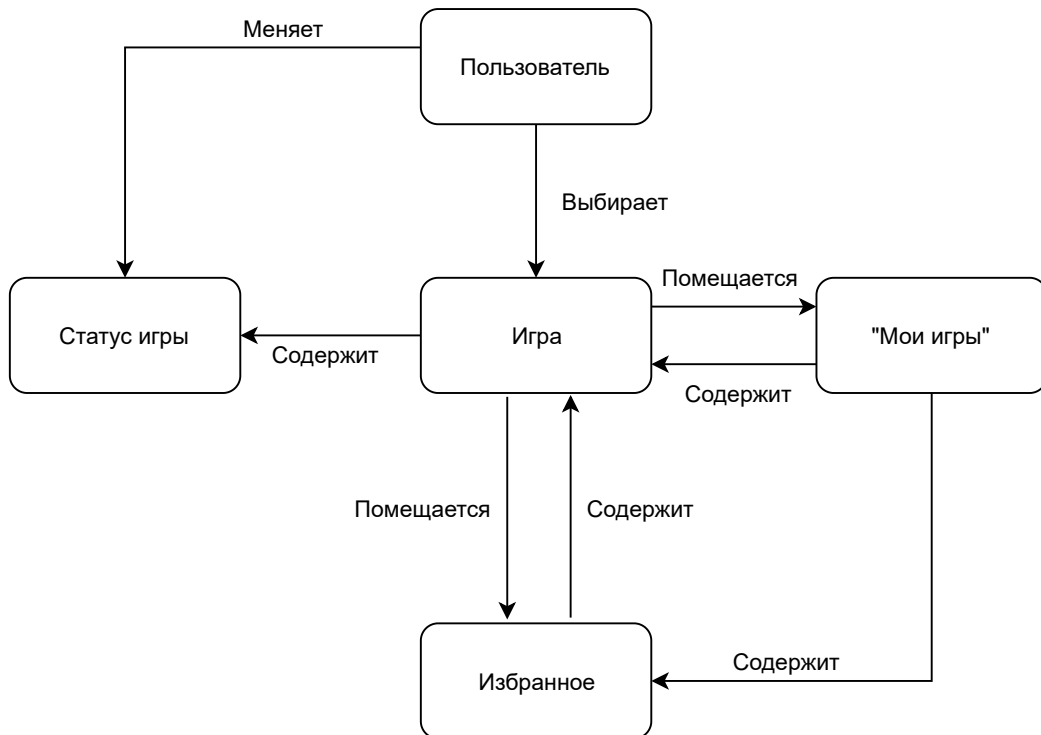 Меняет
Пользователь
Выбирает
Помещается
Статус игры
Содержит
Игра
"Мои игры"
Содержит
Помещается
Содержит
Содержит
Избранное